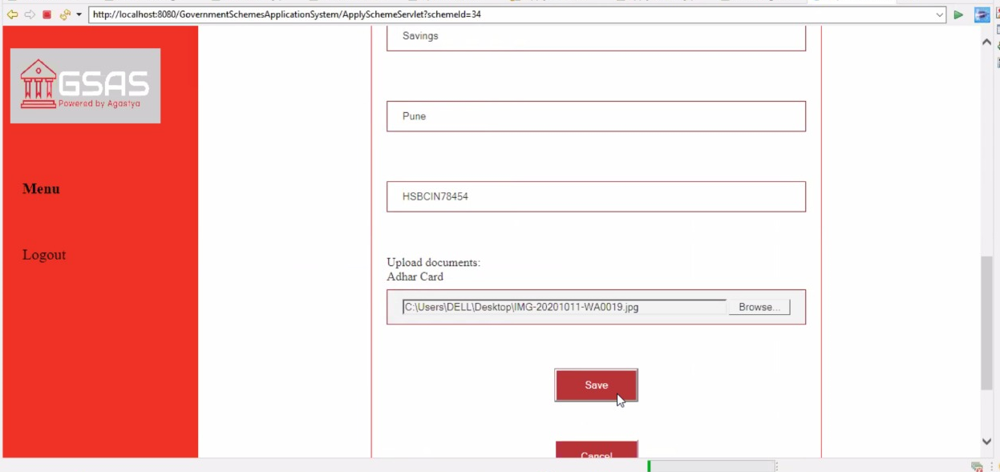 http://localhost:8080/GovernmentSchemesApplicationSystem/ApplySchemeServlet?schemeId=34
GSAS
Powered by Agastya
Menu
Logout
Savings
Pune
HSBCIN78454
Upload documents:
Adhar Card
C:\Users\DELL\Desktop\IMG-20201011-WA0019.jpg
Browse...
Save
Cancel